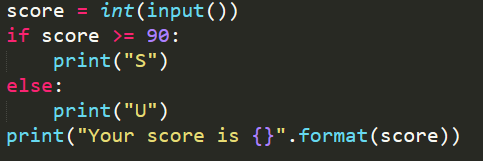 score = int(input())
if score >= 90:
    print("S")
else:
    print("U")
print("Your score is {}".format(score))